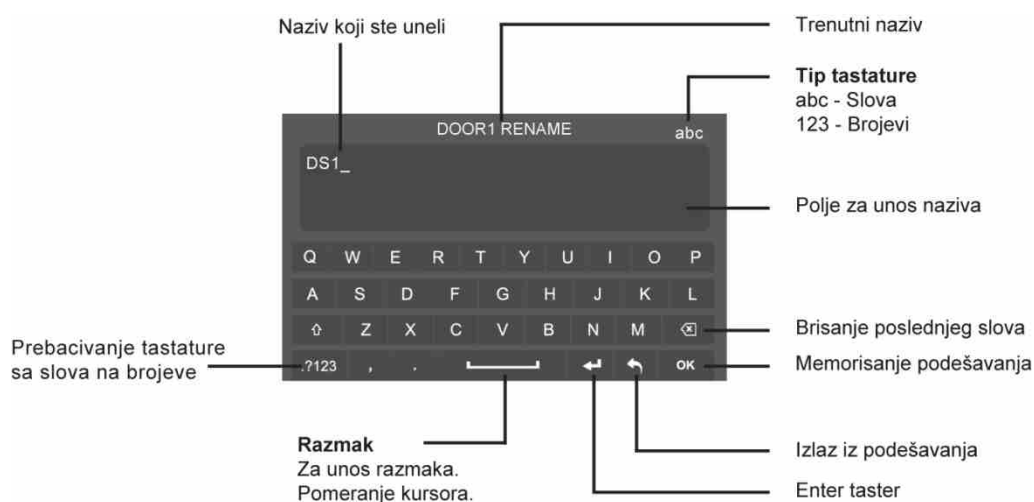 Naziv koji ste uneli
Trenutni naziv
Tip tastature
abc - Slova
123 - Brojevi
DOOR1 RENAME
abc
DS1_
Polje za unos naziva
Q W E R T Y U I O P
A S D F G H J K L
Z X C V B N M
Brisanje poslednjeg slova
Prebacivanje tastature
sa slova na brojeve
.?123 , . OK
Memorisanje podešavanja
Razmak
Za unos razmaka.
Pomeranje kursora.
Izlaz iz podešavanja
Enter taster